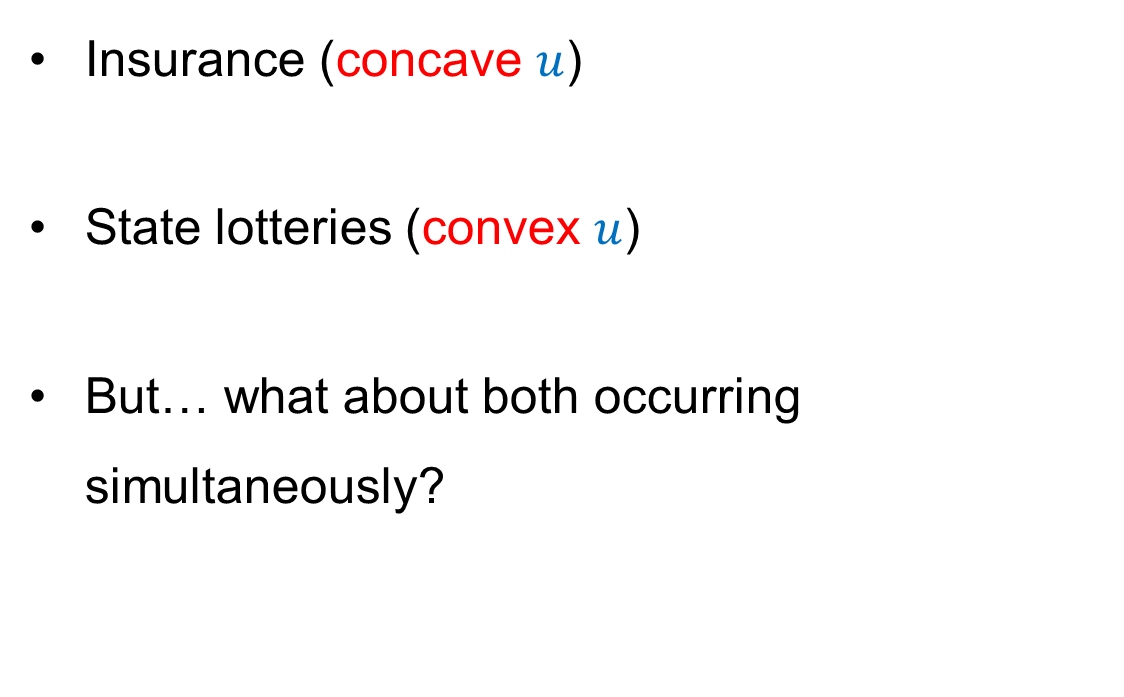 • Insurance (concave u)
• State lotteries (convex u)
• But… what about both occurring
simultaneously?